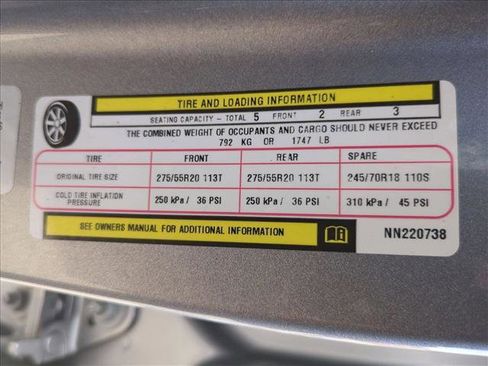 TIRE AND LOADING INFORMATION
SEATING CAPACITY - TOTAL 5 FRONT 2 REAR 3
THE COMBINED WEIGHT OF OCCUPANTS AND CARGO SHOULD NEVER EXCEED
792 KG OR 1747 LB
TIRE FRONT REAR SPARE
ORIGINAL TIRE SIZE 275/55R20 113T 275/55R20 113T 245/70R18 110S
COLD TIRE INFLATION
PRESSURE 250 kPa / 36 PSI 250 kPa / 36 PSI 310 kPa / 45 PSI
SEE OWNERS MANUAL FOR ADDITIONAL INFORMATION
NN220738